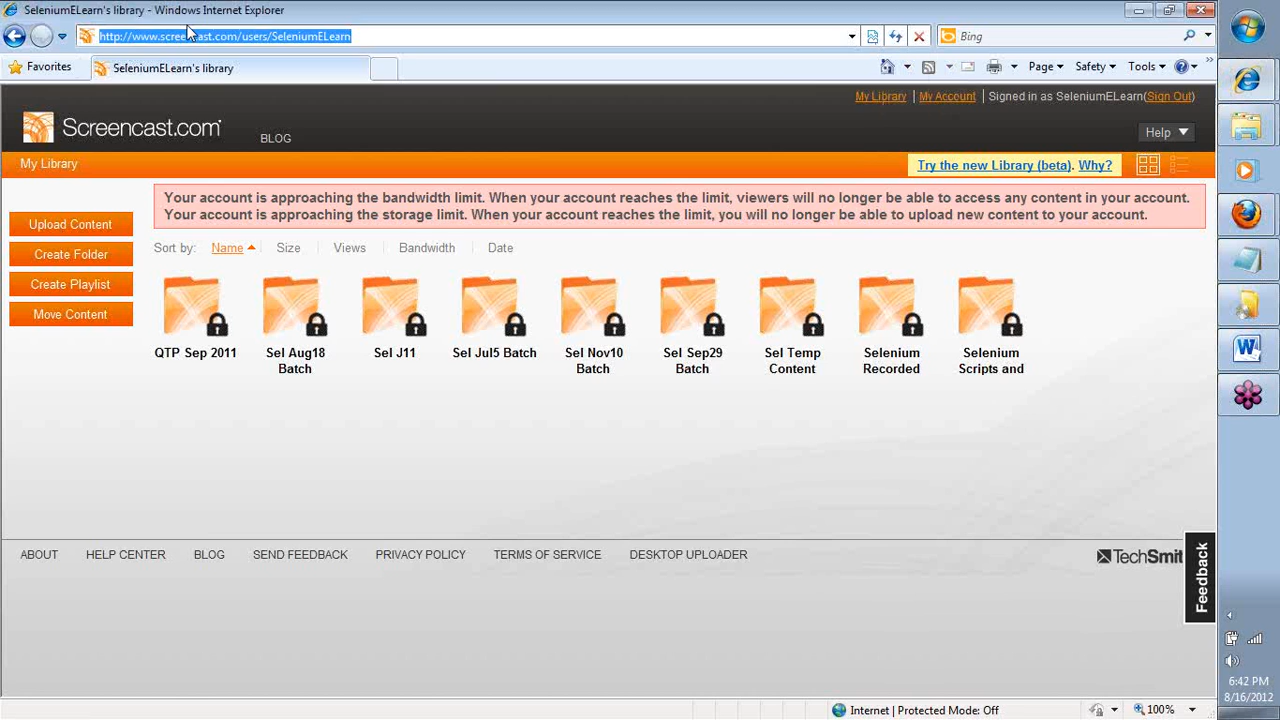 SeleniumELearn's library - Windows Internet Explorer
http://www.screencast.com/users/SeleniumELearn
Bing
Favorites
SeleniumELearn's library
Page
Safety
Tools
My Library | My Account | Signed in as SeleniumELearn(Sign Out)
Screencast.com
BLOG
Help
My Library
Try the new Library (beta). Why?
Your account is approaching the bandwidth limit. When your account reaches the limit, viewers will no longer be able to access any content in your account.
Your account is approaching the storage limit. When your account reaches the limit, you will no longer be able to upload new content to your account.
Upload Content
Create Folder
Create Playlist
Move Content
Sort by: Name | Size | Views | Bandwidth | Date
QTP Sep 2011
Sel Aug18
Batch
Sel J11
Sel Jul5 Batch
Sel Nov10
Batch
Sel Sep29
Batch
Sel Temp
Content
Selenium
Recorded
Selenium
Scripts and
ABOUT HELP CENTER BLOG SEND FEEDBACK PRIVACY POLICY TERMS OF SERVICE DESKTOP UPLOADER
TechSmit
Feedback
Internet | Protected Mode: Off
100%
6:42 PM
8/16/2012